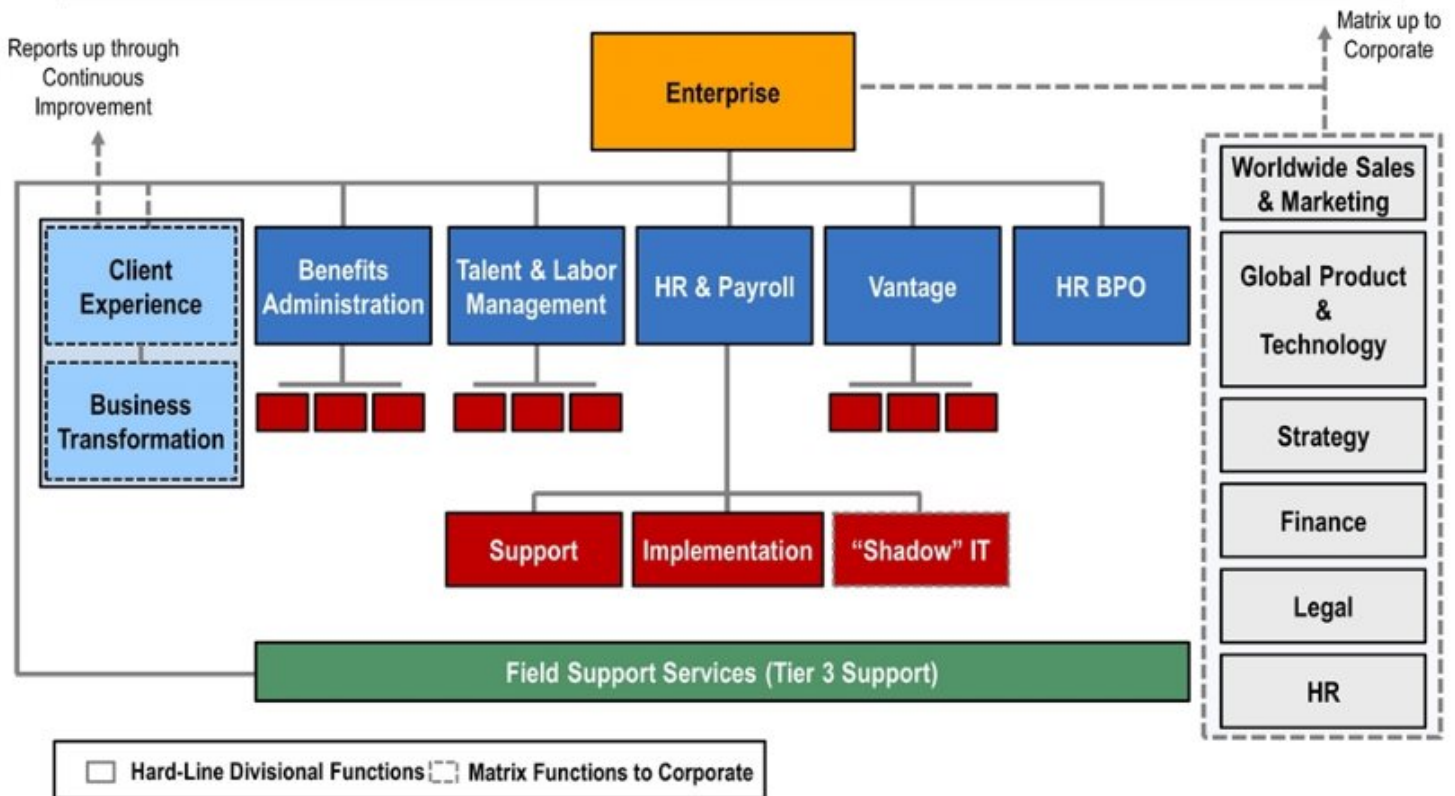 Reports up through
Continuous
Improvement
Matrix up to
Corporate
Enterprise
Client
Experience
Business
Transformation
Benefits
Administration
Talent & Labor
Management
HR & Payroll
Vantage
HR BPO
Support
Implementation
“Shadow” IT
Field Support Services (Tier 3 Support)
Worldwide Sales
& Marketing
Global Product
&
Technology
Strategy
Finance
Legal
HR
Hard-Line Divisional Functions
Matrix Functions to Corporate